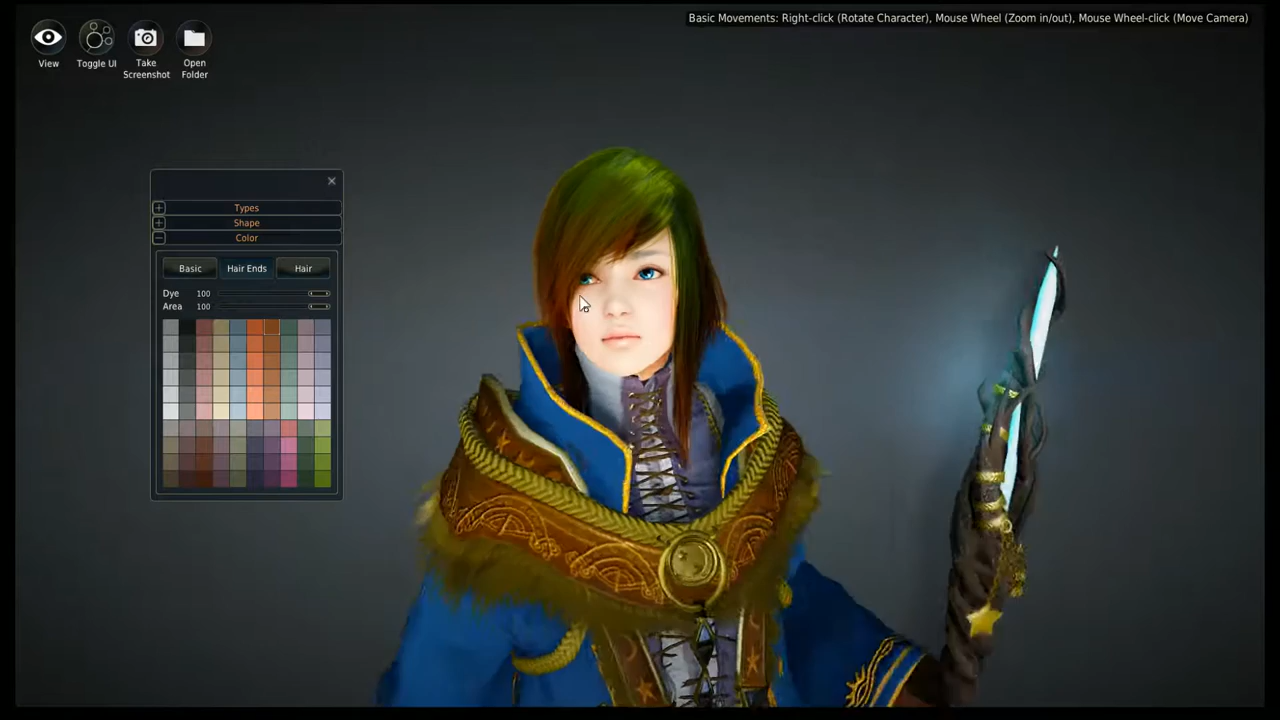 Basic Movements: Right-click (Rotate Character), Mouse Wheel (Zoom in/out), Mouse Wheel-click (Move Camera)
View
Toggle UI
Take
Screenshot
Open
Folder
Types
Shape
Color
Basic
Hair Ends
Hair
Dye 100
Area 100